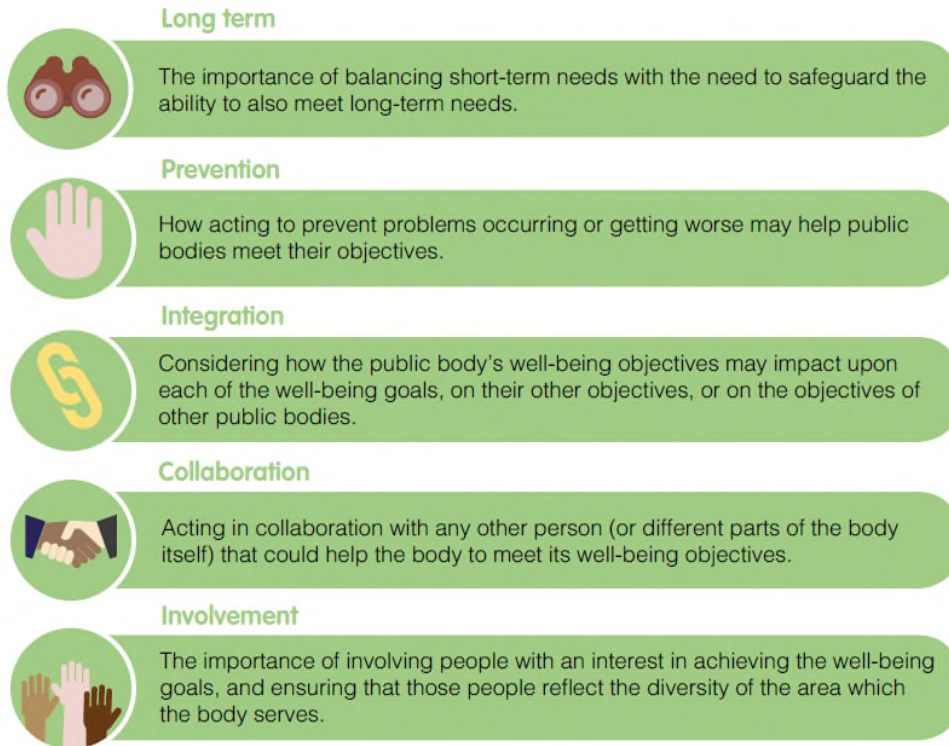 Long term
The importance of balancing short-term needs with the need to safeguard the
ability to also meet long-term needs.
Prevention
How acting to prevent problems occurring or getting worse may help public
bodies meet their objectives.
Integration
Considering how the public body's well-being objectives may impact upon
each of the well-being goals, on their other objectives, or on the objectives of
other public bodies.
Collaboration
Acting in collaboration with any other person (or different parts of the body
itself) that could help the body to meet its well-being objectives.
Involvement
The importance of involving people with an interest in achieving the well-being
goals, and ensuring that those people reflect the diversity of the area which
the body serves.